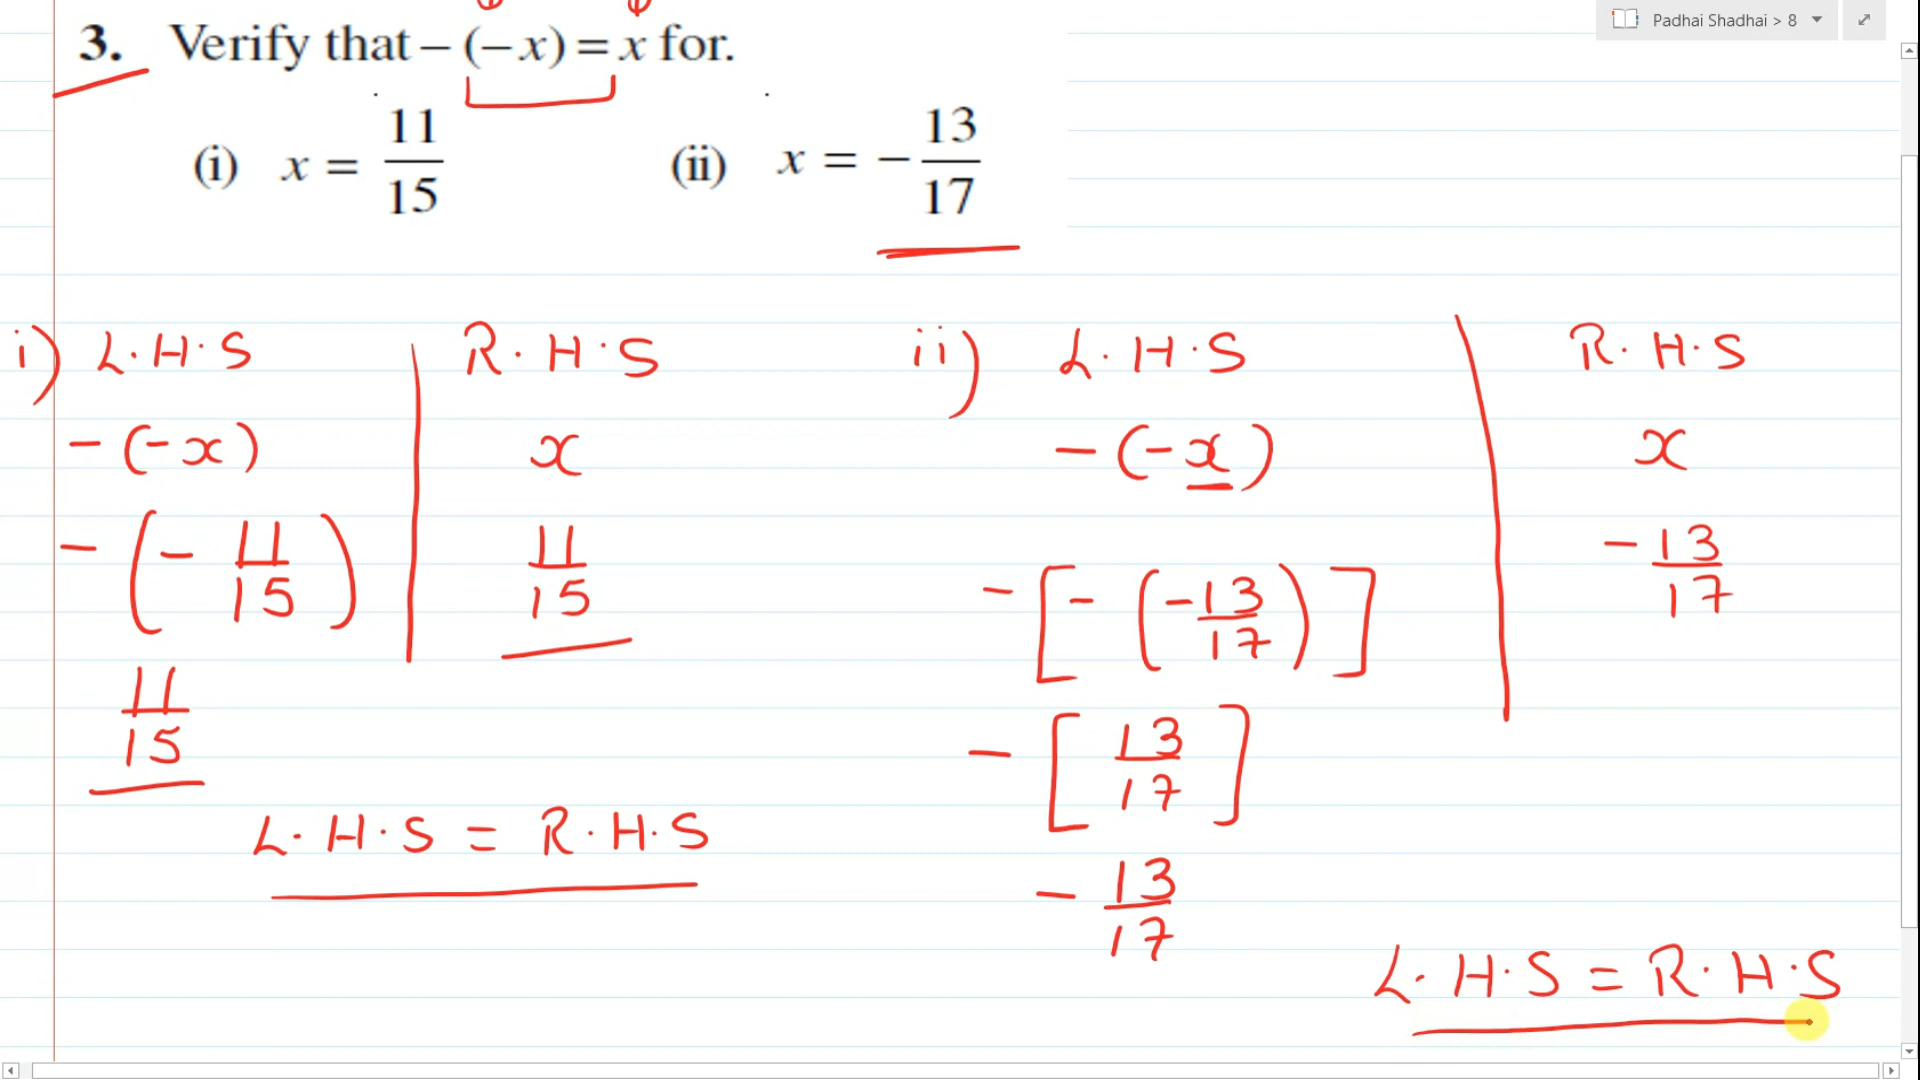 Padhai Shadhai > 8
3. Verify that – (– x) = x for.
(i) x = 11/15 (ii) x = – 13/17
i) L.H.S R.H.S
-(-x) x
-(- 11/15) 11/15
11/15
L.H.S = R.H.S
ii) L.H.S R.H.S
-(-x) x
-[-(-13/17)] -13/17
-[13/17]
-13/17
L.H.S = R.H.S